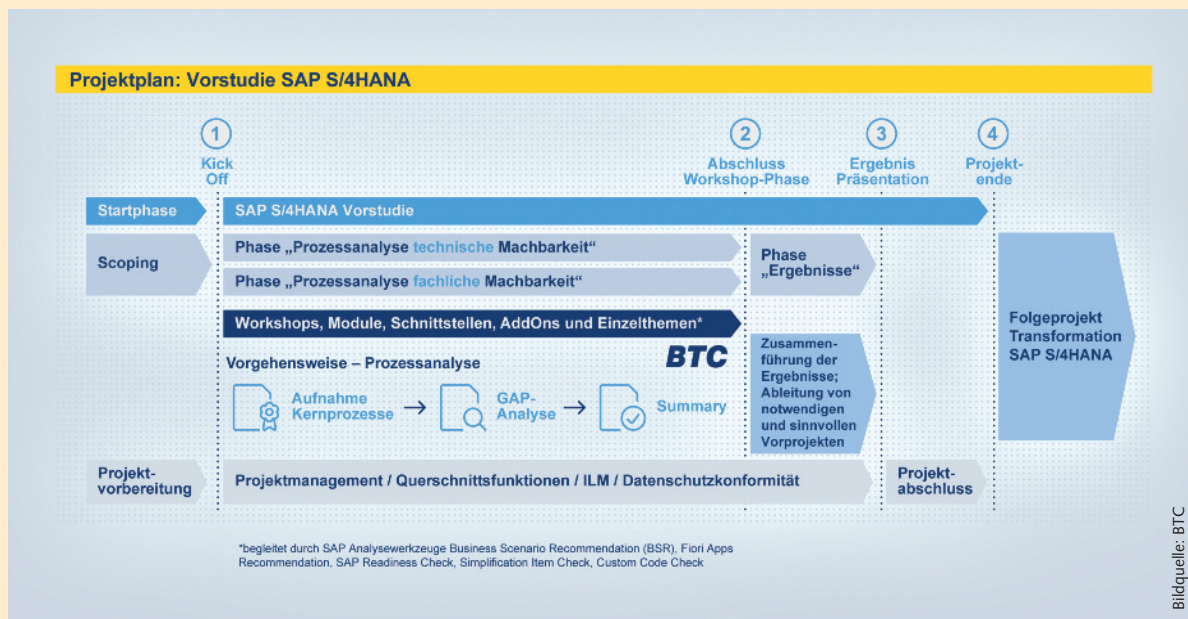 Projektplan: Vorstudie SAP S/4HANA
1
2
3
4
Kick
Off
Abschluss
Workshop-Phase
Ergebnis
Präsentation
Projekt-
ende
Startphase
SAP S/4HANA Vorstudie
Scoping
Phase „Prozessanalyse technische Machbarkeit“
Phase „Prozessanalyse fachliche Machbarkeit“
Phase
„Ergebnisse“
Workshops, Module, Schnittstellen, AddOns und Einzelthemen*
Vorgehensweise – Prozessanalyse
BTC
Aufnahme
Kernprozesse
GAP-
Analyse
Summary
Zusammen-
führung der
Ergebnisse;
Ableitung von
notwendigen
und sinnvollen
Vorprojekten
Folgeprojekt
Transformation
SAP S/4HANA
Projekt-
vorbereitung
Projektmanagement / Querschnittsfunktionen / ILM / Datenschutzkonformität
Projekt-
abschluss
*begleitet durch SAP Analysewerkzeuge Business Scenario Recommendation (BSR), Fiori Apps
Recommendation, SAP Readiness Check, Simplification Item Check, Custom Code Check
Bildquelle: BTC